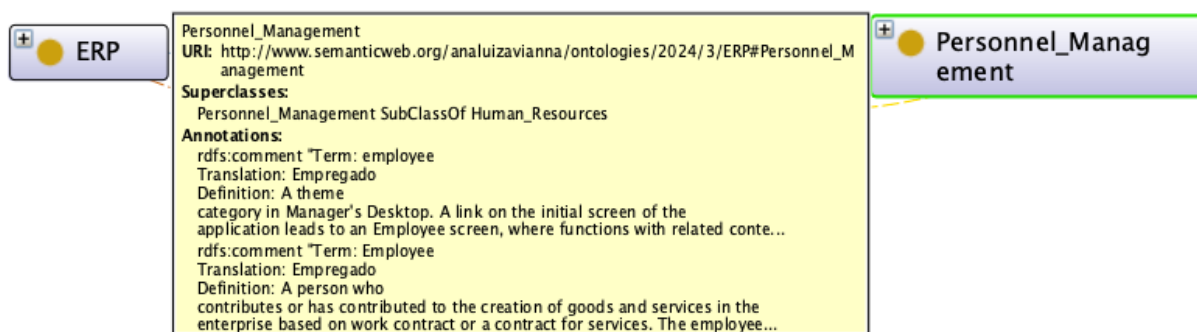 ERP
Personnel_Management
URI: http://www.semanticweb.org/analuizavianna/ontologies/2024/3/ERP#Personnel_M
anagement
Superclasses:
Personnel_Management SubClassOf Human_Resources
Annotations:
rdfs:comment "Term: employee
Translation: Empregado
Definition: A theme
category in Manager's Desktop. A link on the initial screen of the
application leads to an Employee screen, where functions with related conte...
rdfs:comment "Term: Employee
Translation: Empregado
Definition: A person who
contributes or has contributed to the creation of goods and services in the
enterprise based on work contract or a contract for services. The employee...
Personnel_Manag
ement